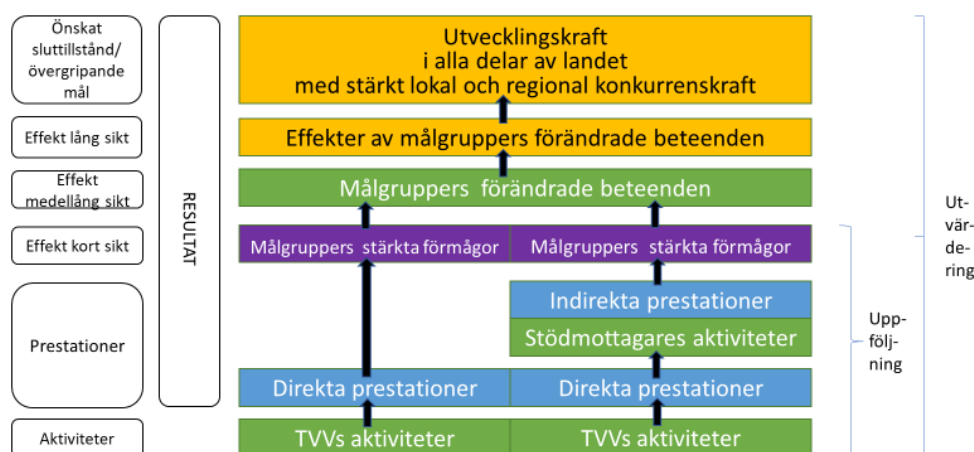 Önskat
sluttillstånd/
övergripande
mål
Utvecklingskraft
i alla delar av landet
med stärkt lokal och regional konkurrenskraft
Effekt lång sikt
Effekter av målgruppers förändrade beteenden
Effekt
medellång sikt
Målgruppers förändrade beteenden
RESULTAT
Effekt kort sikt
Målgruppers stärkta förmågor
Målgruppers stärkta förmågor
Ut-
vär-
de-
ring
Prestationer
Indirekta prestationer
Stödmottagares aktiviteter
Upp-
följ-
ning
Direkta prestationer
Direkta prestationer
Aktiviteter
TVVs aktiviteter
TVVs aktiviteter